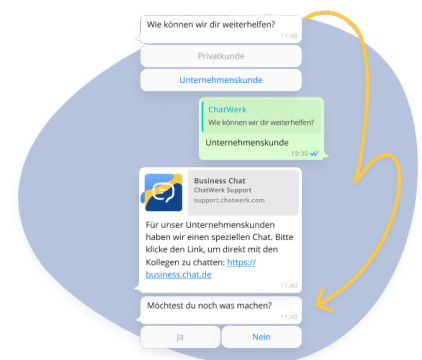 Wie können wir dir weiterhelfen?
11:40
Privatkunde
Unternehmenskunde
ChatWerk
Wie können wir dir weiterhelfen?
Unternehmenskunde
19:30
Business Chat
ChatWerk Support
support.chatwerk.com
Für unser Unternehmenskunden
haben wir einen speziellen Chat. Bitte
klicke den Link, um direkt mit den
Kollegen zu chatten: https://
business.chat.de
11:40
Möchtest du noch was machen?
11:40
Ja Nein